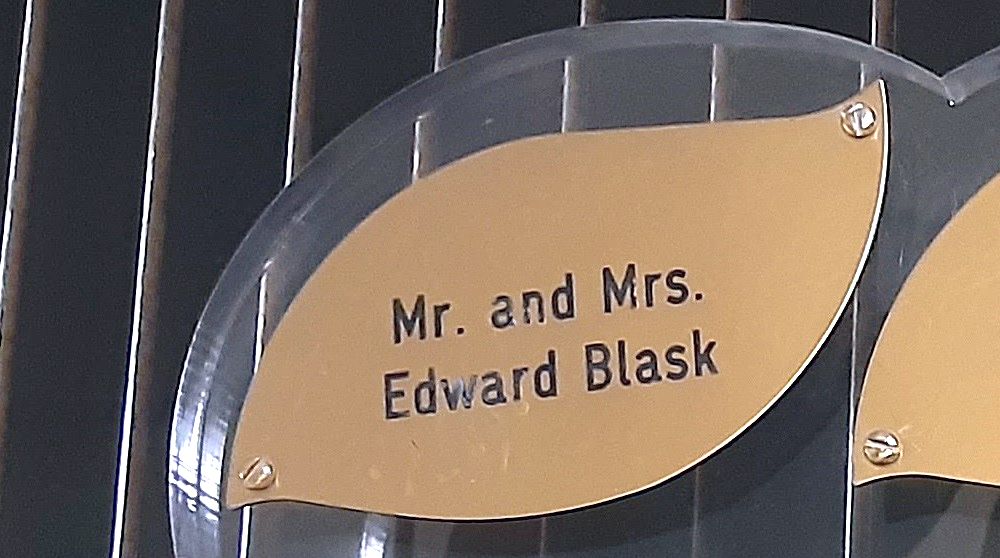 Mr. and Mrs.
Edward Blask